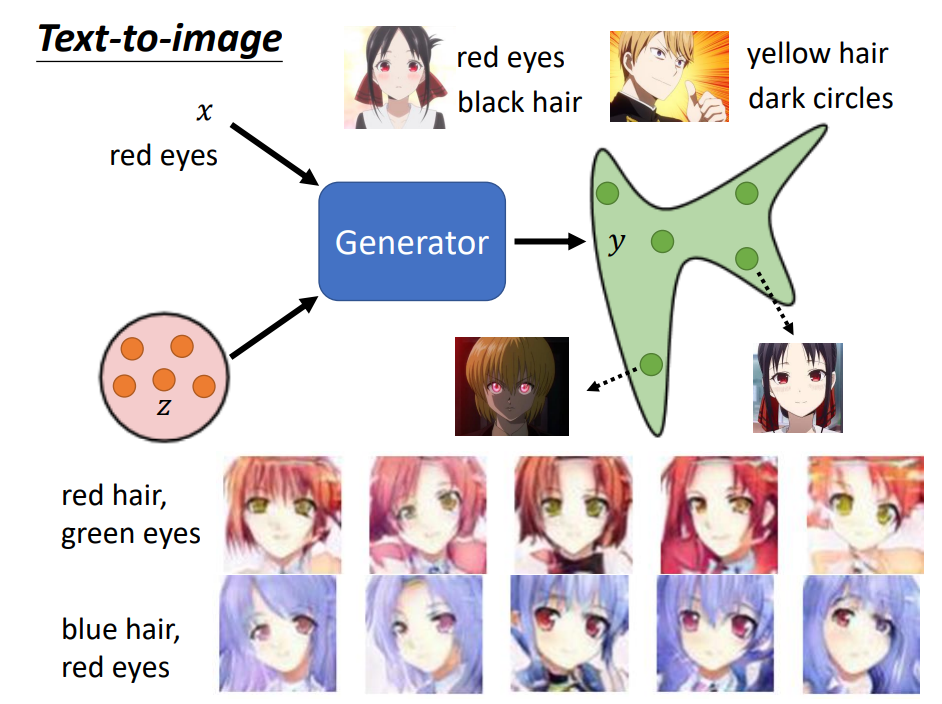 Text-to-image
red eyes
black hair
yellow hair
dark circles
x
red eyes
Generator
y
z
red hair,
green eyes
blue hair,
red eyes